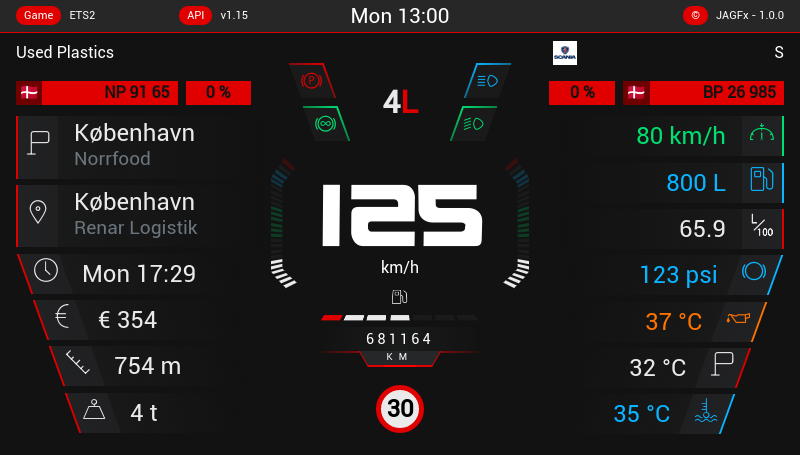 Game ETS2 API v1.15 Mon 13:00 © JAGFx - 1.0.0
Used Plastics SCANIA S
NP 91 65 0 % 4L 0 % BP 26 985
København
Norrfood
København
Renar Logistik
Mon 17:29
€ 354
754 m
4 t
125
km/h
681164
KM
30
80 km/h
800 L
65.9 L/100
123 psi
37 °C
32 °C
35 °C